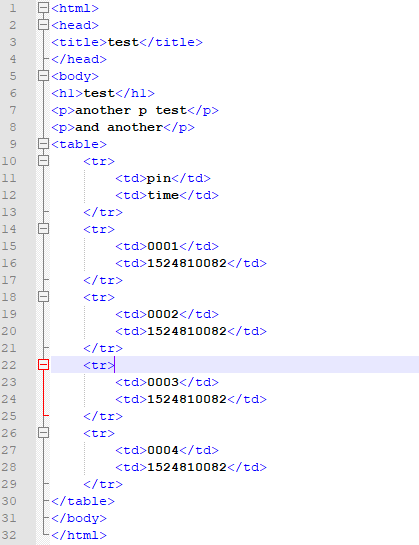 1 <html>
2 <head>
3 <title>test</title>
4 </head>
5 <body>
6 <h1>test</h1>
7 <p>another p test</p>
8 <p>and another</p>
9 <table>
10 <tr>
11 <td>pin</td>
12 <td>time</td>
13 </tr>
14 <tr>
15 <td>0001</td>
16 <td>1524810082</td>
17 </tr>
18 <tr>
19 <td>0002</td>
20 <td>1524810082</td>
21 </tr>
22 <tr>
23 <td>0003</td>
24 <td>1524810082</td>
25 </tr>
26 <tr>
27 <td>0004</td>
28 <td>1524810082</td>
29 </tr>
30 </table>
31 </body>
32 </html>